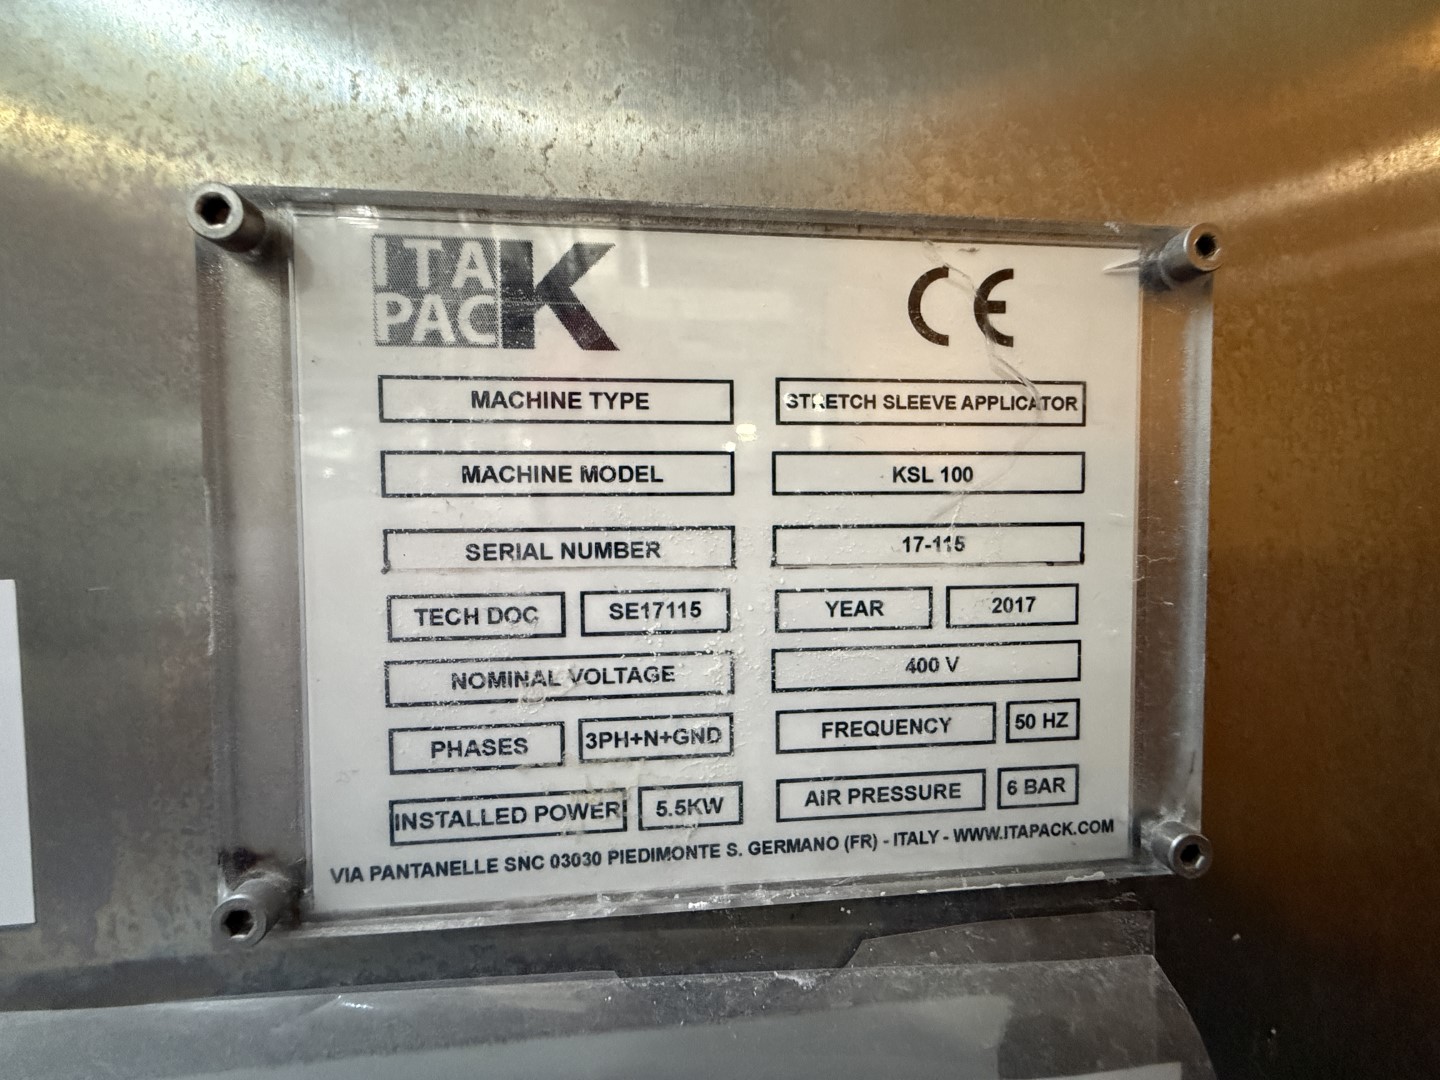 ITA
PACK
CE
MACHINE TYPE STRETCH SLEEVE APPLICATOR
MACHINE MODEL KSL 100
SERIAL NUMBER 17-115
TECH DOC SE17115 YEAR 2017
NOMINAL VOLTAGE 400 V
PHASES 3PH+N+GND FREQUENCY 50 HZ
INSTALLED POWER 5.5KW AIR PRESSURE 6 BAR
VIA PANTANELLE SNC 03030 PIEDIMONTE S. GERMANO (FR) - ITALY - WWW.ITAPACK.COM